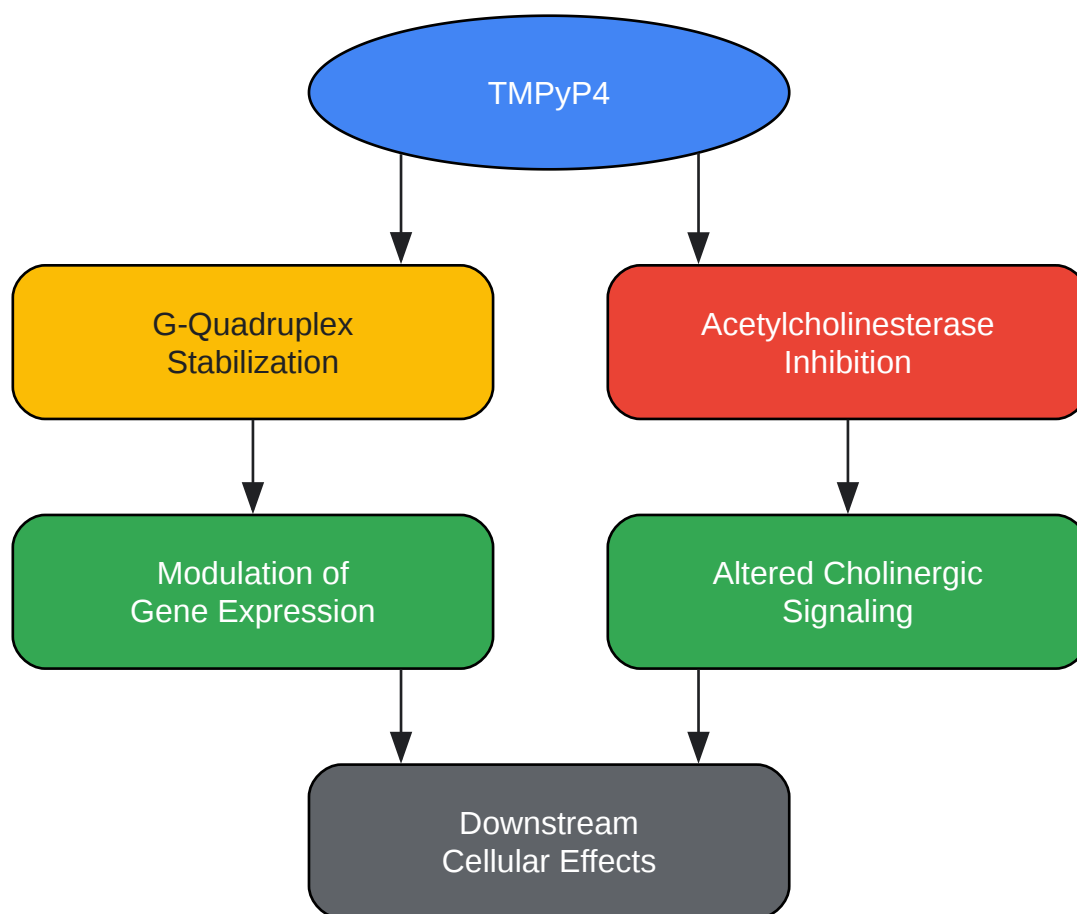 TMPyP4
G-Quadruplex
Stabilization
Acetylcholinesterase
Inhibition
Modulation of
Gene Expression
Altered Cholinergic
Signaling
Downstream
Cellular Effects